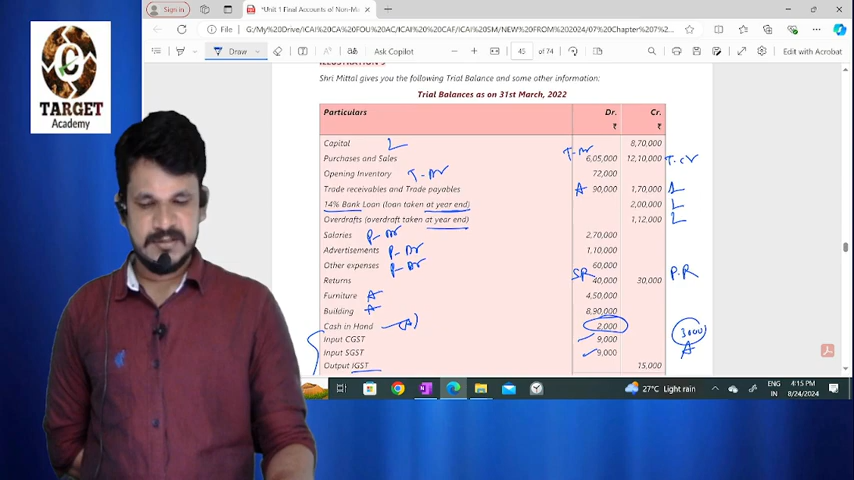 Sign in
*Unit 1 Final Accounts of Non-Ma
File
G:/My%20Drive/ICAI%20CA%20FOU%20AC/ICAI%20CAF/ICAI%20SM/NEW%20FROM%202024/07%20Chapter%207%...
Draw
Ask Copilot
45 of 74
Edit with Acrobat
TARGET
Academy
Shri Mittal gives you the following Trial Balance and some other information:
Trial Balances as on 31st March, 2022
Particulars Dr. Cr.
₹ ₹
Capital L 8,70,000
Purchases and Sales T-Dr 6,05,000 12,10,000 T-Cr
Opening Inventory T-Dr 72,000
Trade receivables and Trade payables A 90,000 1,70,000 L
14% Bank Loan (loan taken at year end) 2,00,000 L
Overdrafts (overdraft taken at year end) 1,12,000 L
Salaries P-Dr 2,70,000
Advertisements P-Dr 1,10,000
Other expenses P-Dr 60,000
Returns SR 40,000 30,000 P.R
Furniture A 4,50,000
Building A 8,90,000
Cash in Hand (A) 2,000
Input CGST 9,000 3000
Input SGST 9,000 A
Output IGST 15,000
27°C Light rain
ENG
IN
4:15 PM
8/24/2024